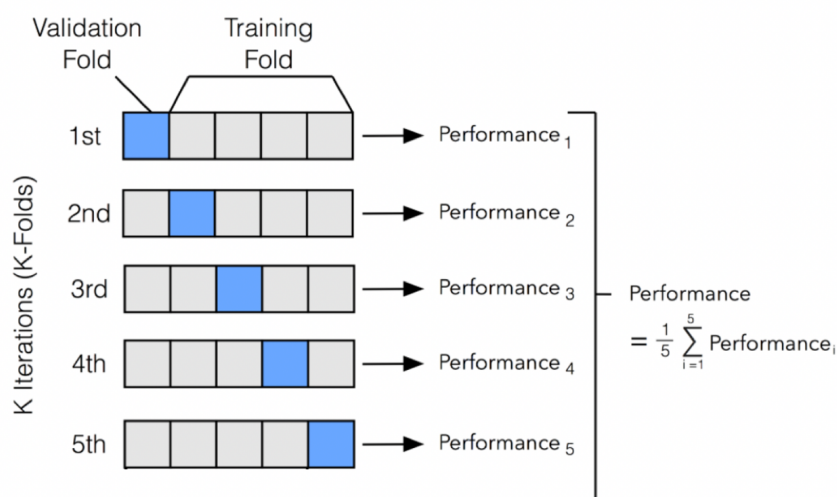 Validation
Fold
Training
Fold
K Iterations (K-Folds)
1st
Performance 1
2nd
Performance 2
3rd
Performance 3
4th
Performance 4
5th
Performance 5
Performance
= 1/5 5 ∑ i=1 Performance i